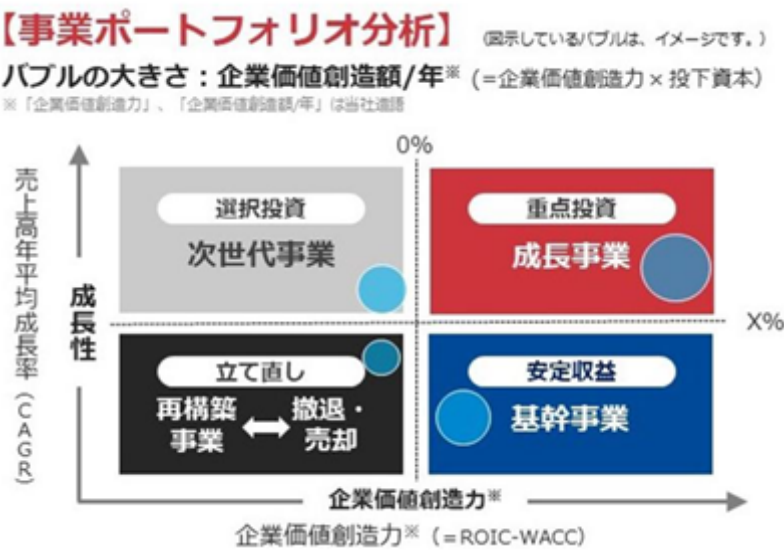 【事業ポートフォリオ分析】 (図示しているバブルは、イメージです。)
バブルの大きさ：企業価値創造額/年※ (＝企業価値創造力×投下資本)
※「企業価値創造力」、「企業価値創造額/年」は当社造語
0%
売上高年平均成長率(CAGR)
成長性
選択投資
次世代事業
重点投資
成長事業
X%
立て直し
再構築事業 ⟷ 撤退・売却
安定収益
基幹事業
企業価値創造力※
企業価値創造力※ (＝ROIC-WACC)